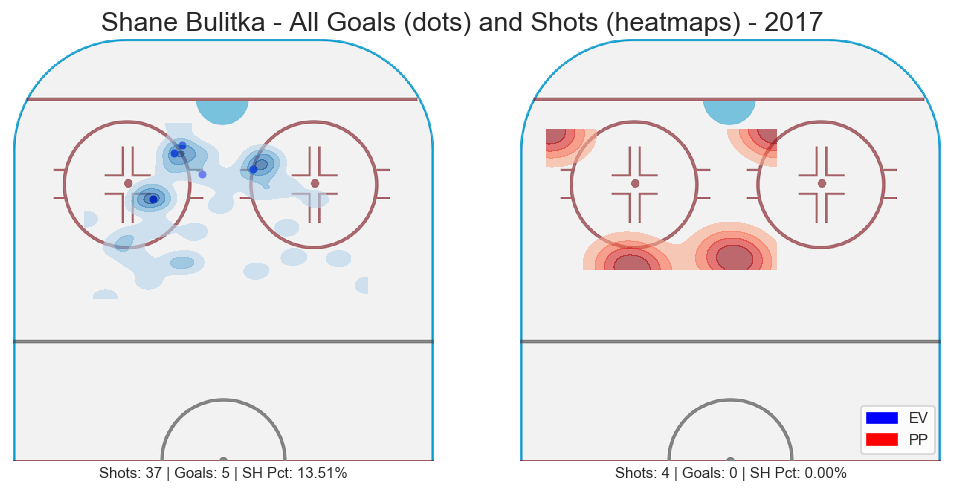 Shane Bulitka - All Goals (dots) and Shots (heatmaps) - 2017
EV
PP
Shots: 37 | Goals: 5 | SH Pct: 13.51%
Shots: 4 | Goals: 0 | SH Pct: 0.00%